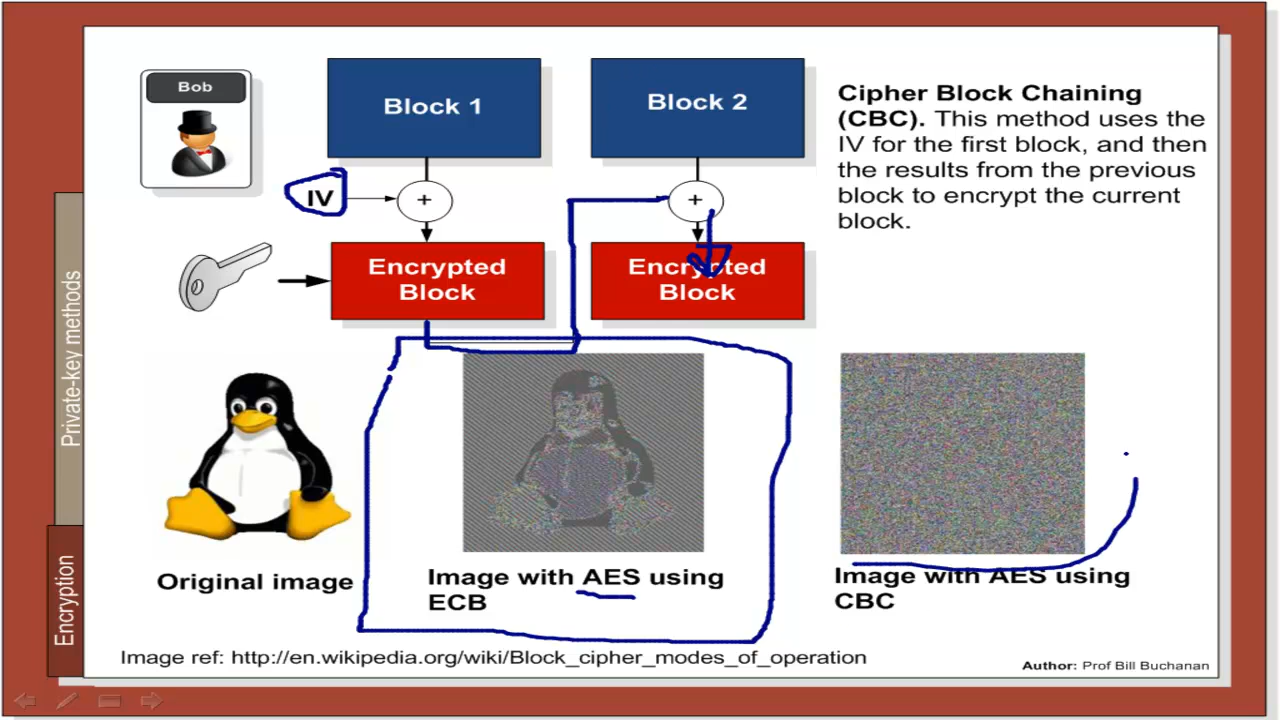 Bob
Block 1
Block 2
Cipher Block Chaining
(CBC). This method uses the
IV for the first block, and then
the results from the previous
block to encrypt the current
block.
IV
+
+
Encrypted
Block
Encrypted
Block
Private-key methods
Encryption
Original image
Image with AES using
ECB
Image with AES using
CBC
Image ref: http://en.wikipedia.org/wiki/Block_cipher_modes_of_operation
Author: Prof Bill Buchanan